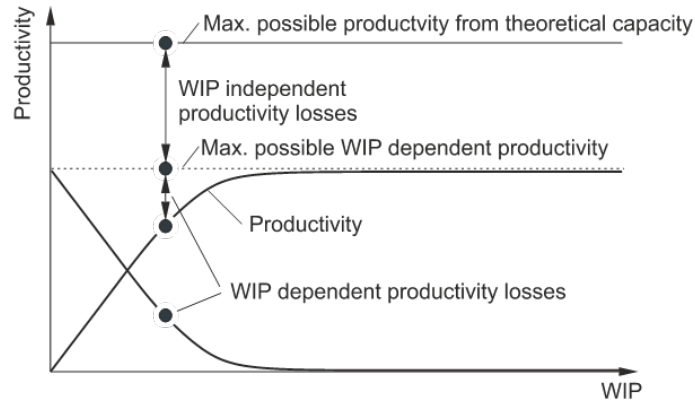 Productivity
Max. possible productvity from theoretical capacity
WIP independent
productivity losses
Max. possible WIP dependent productivity
Productivity
WIP dependent productivity losses
WIP